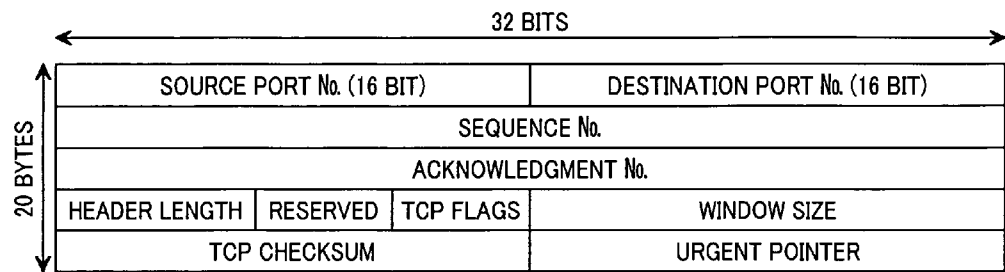 32 BITS
20 BYTES
SOURCE PORT No. (16 BIT) DESTINATION PORT No. (16 BIT)
SEQUENCE No.
ACKNOWLEDGMENT No.
HEADER LENGTH RESERVED TCP FLAGS WINDOW SIZE
TCP CHECKSUM URGENT POINTER